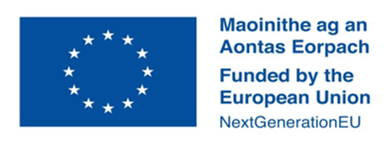 Maoinithe ag an
Aontas Eorpach
Funded by the
European Union
NextGenerationEU